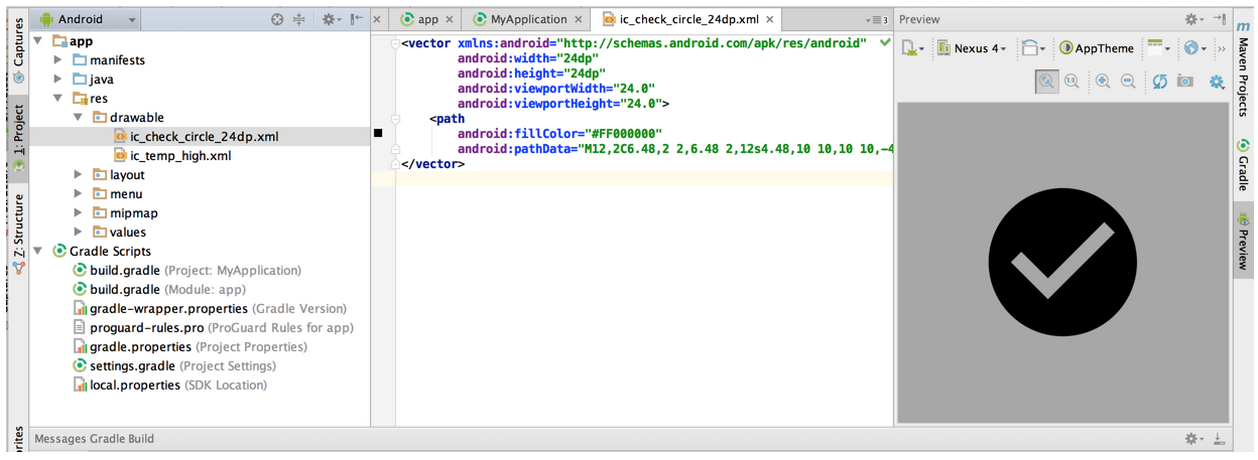 Android
app
MyApplication
ic_check_circle_24dp.xml
3
Preview
Captures
1: Project
Z: Structure
app
manifests
java
res
drawable
ic_check_circle_24dp.xml
ic_temp_high.xml
layout
menu
mipmap
values
Gradle Scripts
build.gradle (Project: MyApplication)
build.gradle (Module: app)
gradle-wrapper.properties (Gradle Version)
proguard-rules.pro (ProGuard Rules for app)
gradle.properties (Project Properties)
settings.gradle (Project Settings)
local.properties (SDK Location)
<vector xmlns:android="http://schemas.android.com/apk/res/android"
android:width="24dp"
android:height="24dp"
android:viewportWidth="24.0"
android:viewportHeight="24.0">
<path
android:fillColor="#FF000000"
android:pathData="M12,2C6.48,2 2,6.48 2,12s4.48,10 10,10 10,-4
</vector>
Nexus 4
AppTheme
1:1
m Maven Projects
Gradle
Preview
orites
Messages Gradle Build